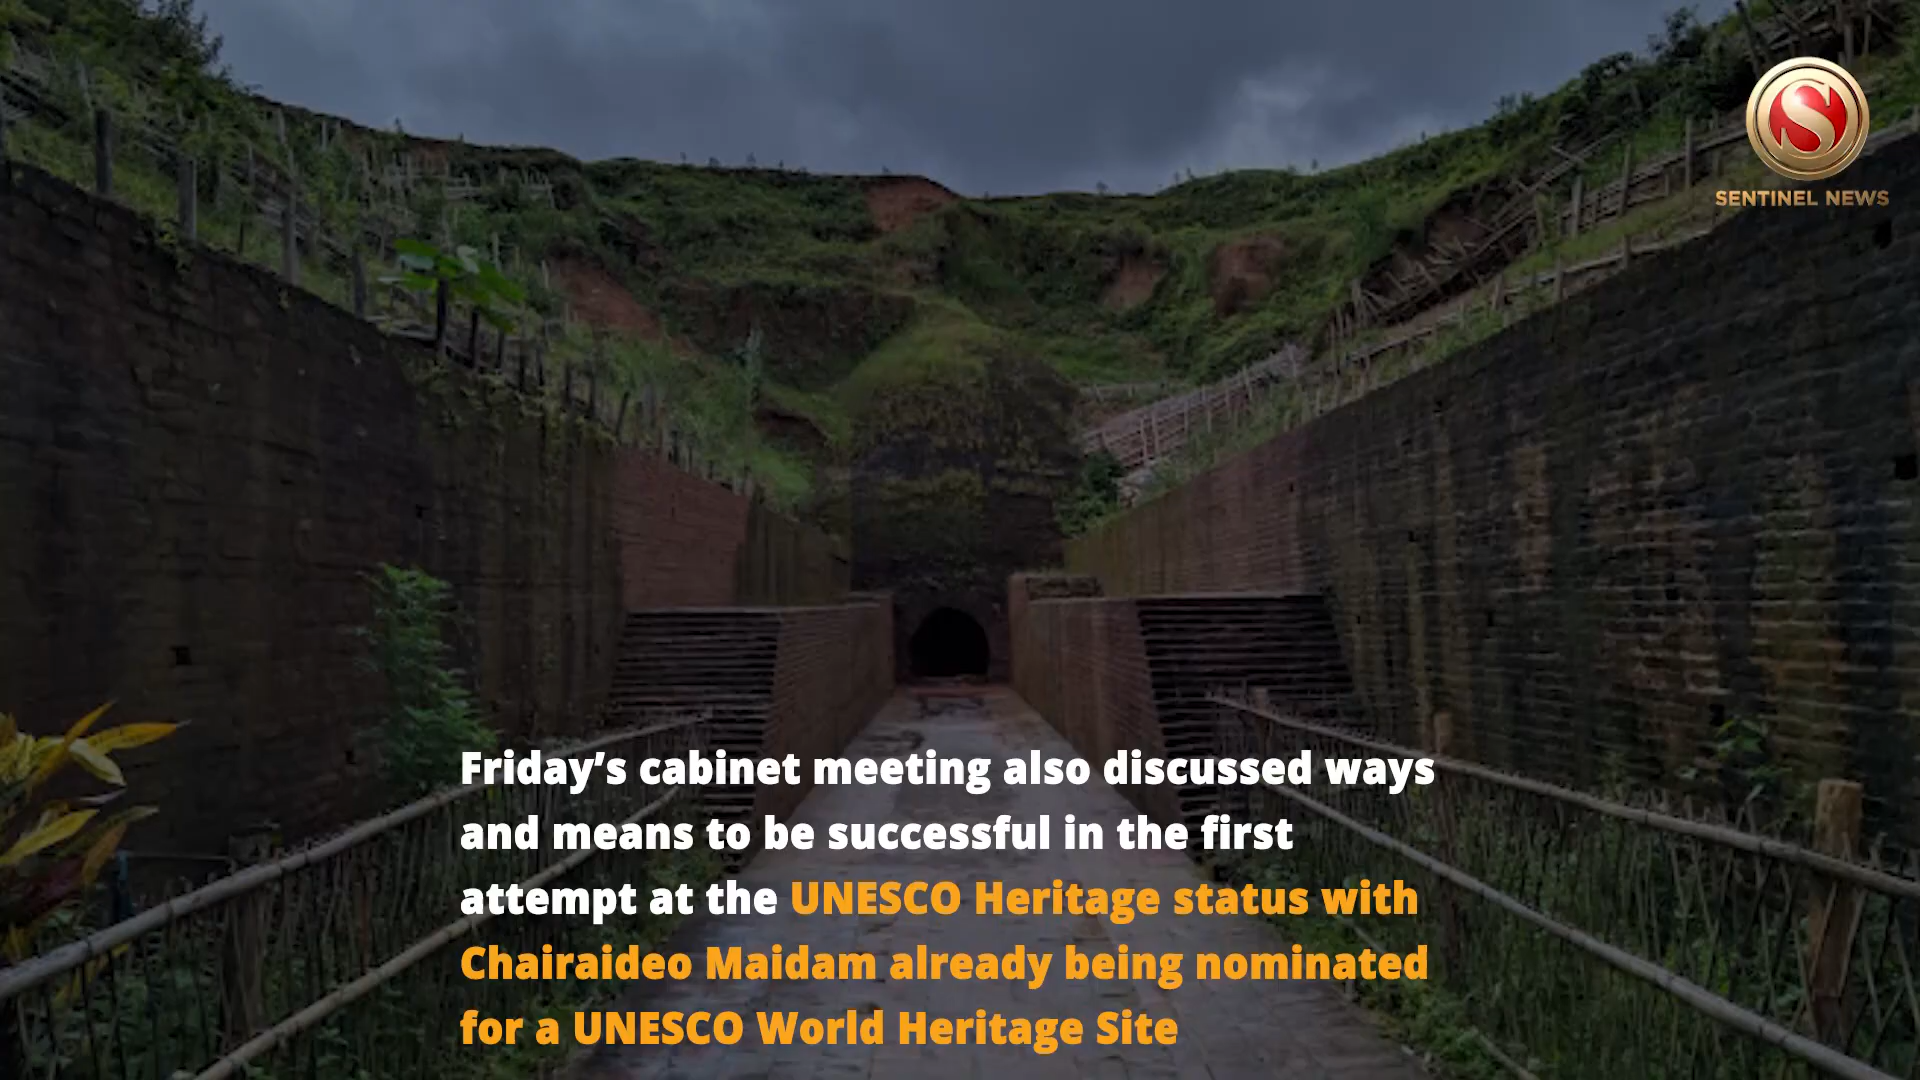 SENTINEL NEWS
Friday’s cabinet meeting also discussed ways
and means to be successful in the first
attempt at the UNESCO Heritage status with
Chairaideo Maidam already being nominated
for a UNESCO World Heritage Site